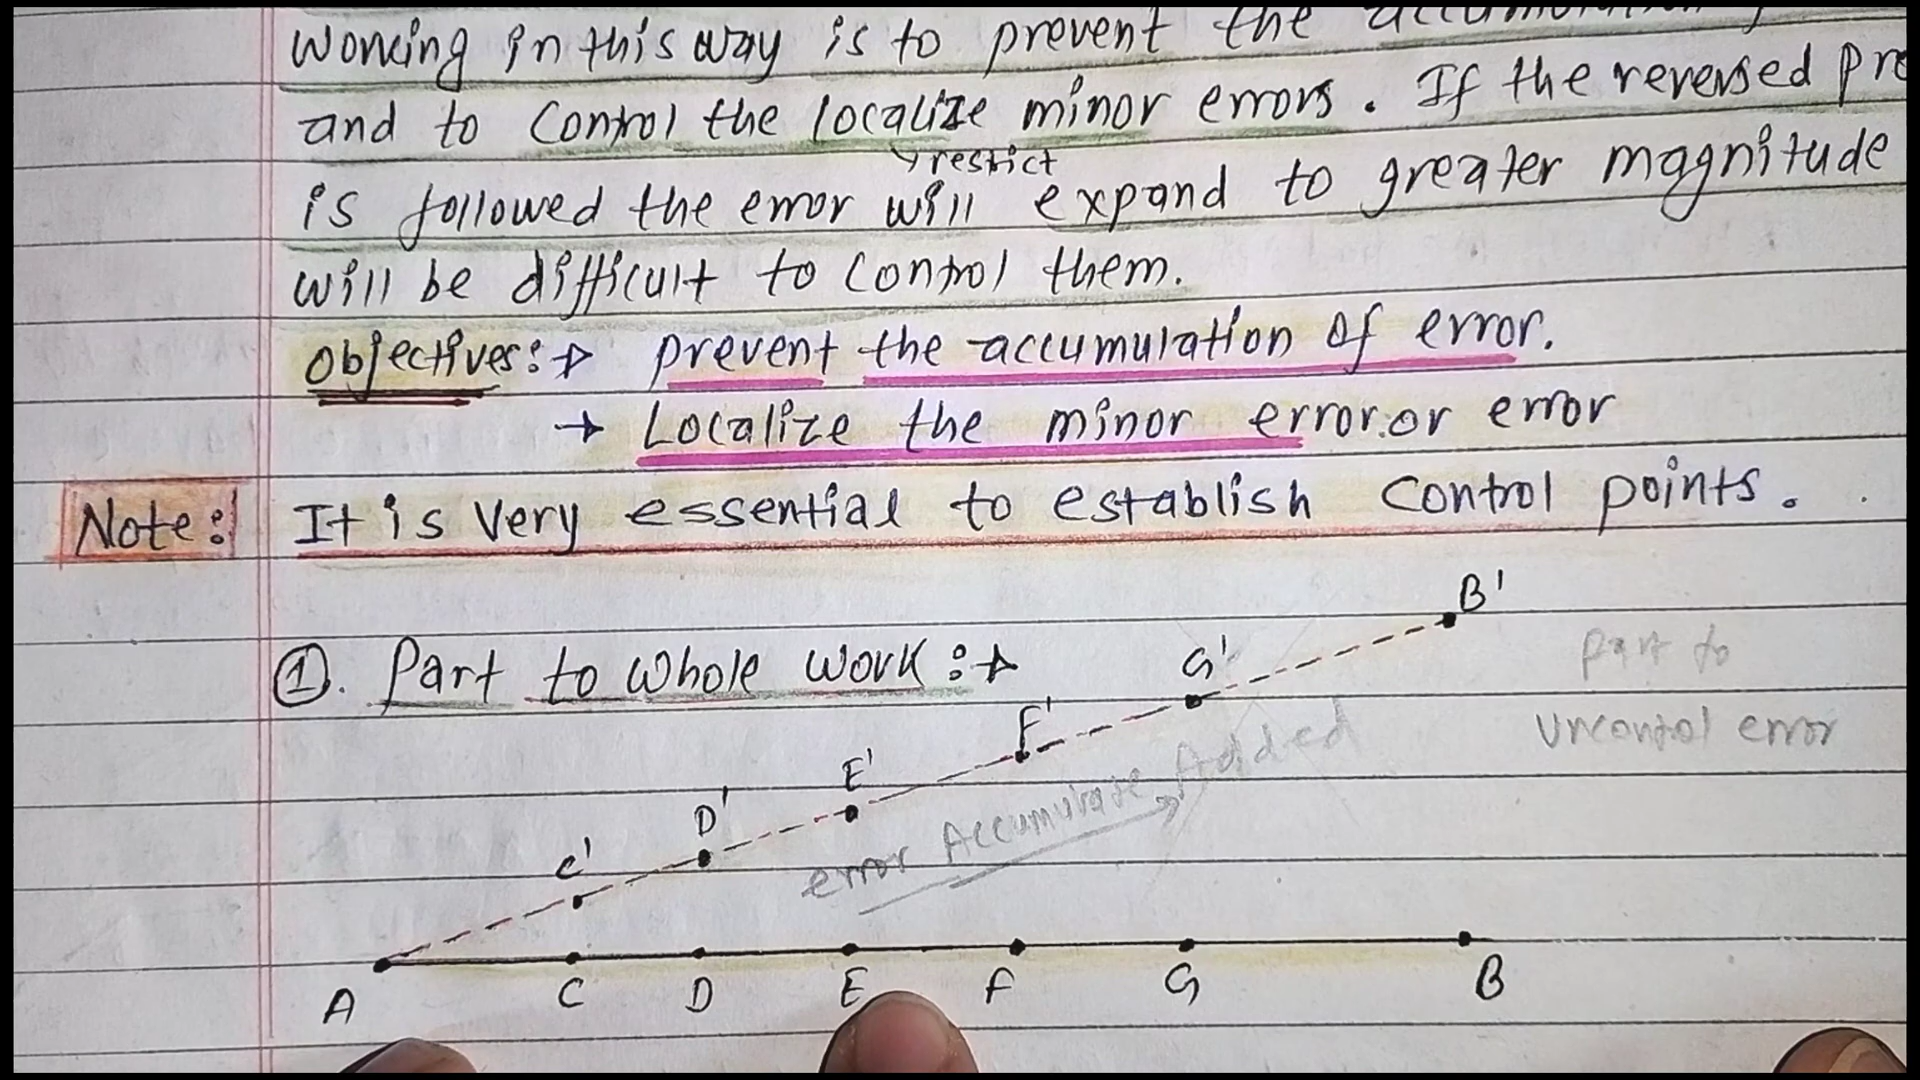 Working in this way is to prevent the accumulation
and to control the localize minor errors. If the reversed pro
→ restict
is followed the error will expand to greater magnitude
will be difficult to control them.
Objectives:→ prevent the accumulation of error.
→ Localize the minor error.or error
Note: It is very essential to establish control points.
①. Part to whole work:→
B'
G'
Part to
F'
uncontrol error
E'
D'
error Accumulate Added
C'
A C D E F G B